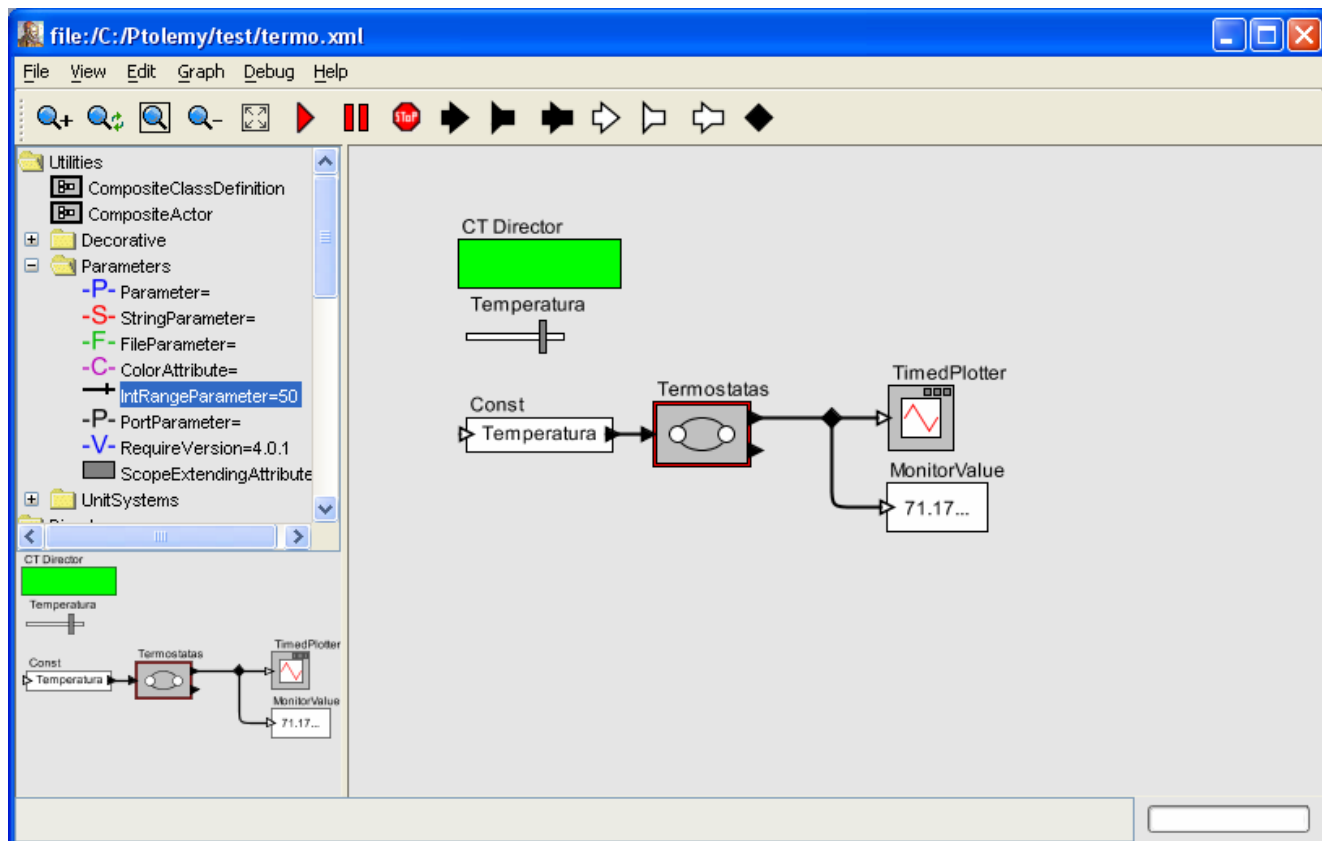 file:/C:/Ptolemy/test/termo.xml
File View Edit Graph Debug Help
STOP
Utilities
CompositeClassDefinition
CompositeActor
Decorative
Parameters
-P- Parameter=
-S- StringParameter=
-F- FileParameter=
-C- ColorAttribute=
IntRangeParameter=50
-P- PortParameter=
-V- RequireVersion=4.0.1
ScopeExtendingAttribute
UnitSystems
CT Director
Temperatura
Const
Temperatura
Termostatas
TimedPlotter
MonitorValue
71.17...
CT Director
Temperatura
Const
Temperatura
Termostatas
TimedPlotter
MonitorValue
71.17...